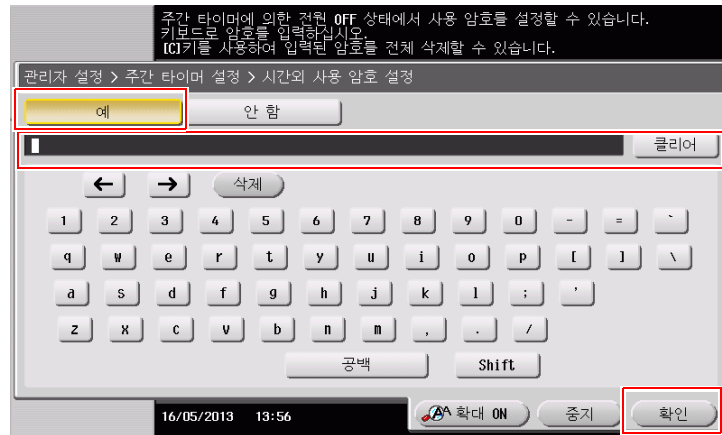 주간 타이머에 의한 전원 OFF 상태에서 사용 암호를 설정할 수 있습니다.
키보드로 암호를 입력하십시오.
[C]키를 사용하여 입력된 암호를 전체 삭제할 수 있습니다.
관리자 설정 > 주간 타이머 설정 > 시간외 사용 암호 설정
예 안 함
클리어
← → 삭제
1 2 3 4 5 6 7 8 9 0 - = `
q w e r t y u i o p [ ] \
a s d f g h j k l ; '
z x c v b n m , . /
공백 Shift
16/05/2013 13:56 확대 ON 중지 확인